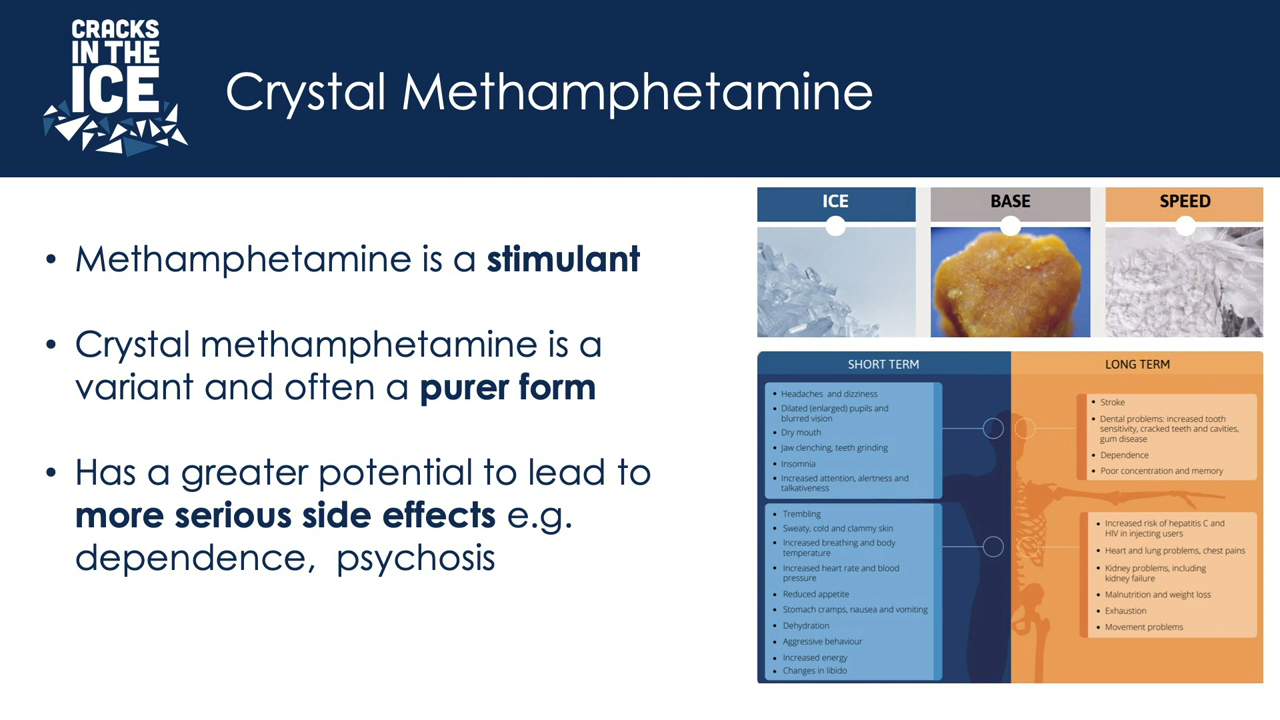 CRACKS
IN THE
ICE
Crystal Methamphetamine
• Methamphetamine is a stimulant
• Crystal methamphetamine is a
variant and often a purer form
• Has a greater potential to lead to
more serious side effects e.g.
dependence,  psychosis
ICE
BASE
SPEED
SHORT TERM
• Headaches  and dizziness
• Dilated (enlarged) pupils and
blurred vision
• Dry mouth
• Jaw clenching, teeth grinding
• Insomnia
• Increased attention, alertness and
talkativeness
• Trembling
• Sweaty, cold and clammy skin
• Increased breathing and body
temperature
• Increased heart rate and blood
pressure
• Reduced appetite
• Stomach cramps, nausea and vomiting
• Dehydration
• Aggressive behaviour
• Increased energy
• Changes in libido
LONG TERM
• Stroke
• Dental problems: increased tooth
sensitivity, cracked teeth and cavities,
gum disease
• Dependence
• Poor concentration and memory
• Increased risk of hepatitis C and
HIV in injecting users
• Heart and lung problems, chest pains
• Kidney problems, including
kidney failure
• Malnutrition and weight loss
• Exhaustion
• Movement problems